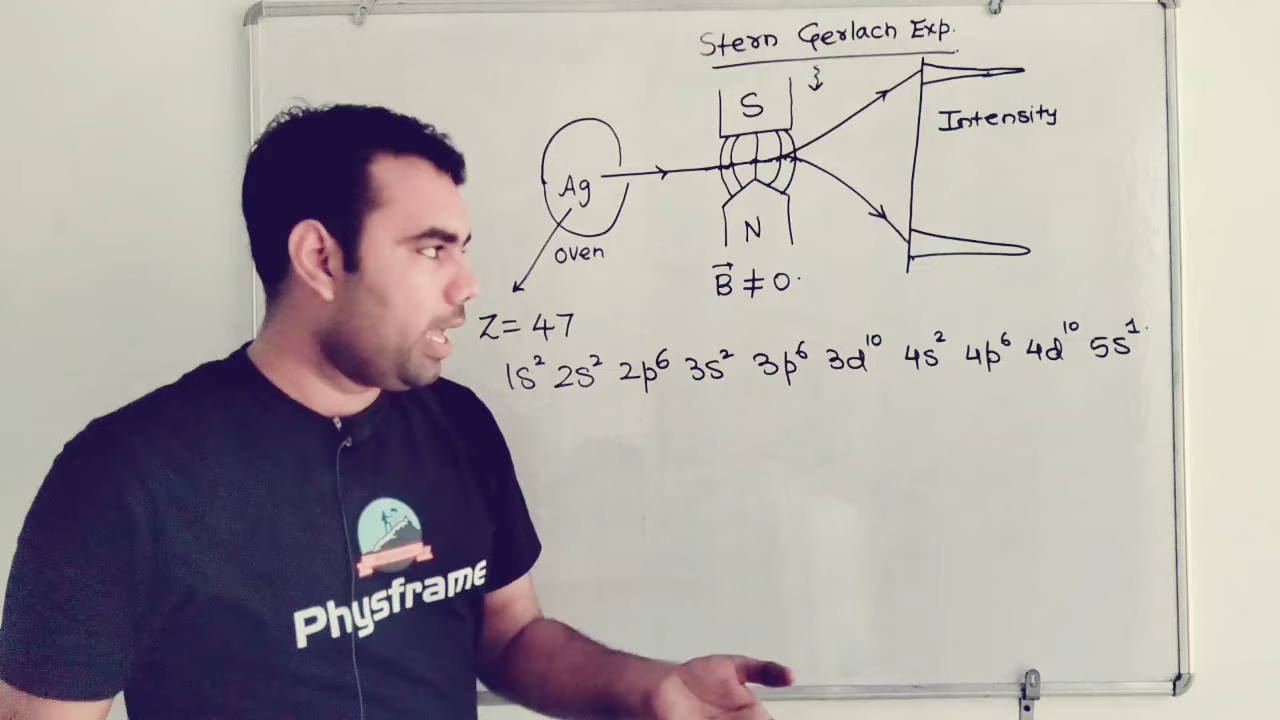 Stern Gerlach Exp.
S
Intensity
Ag
N
oven
B⃗ ≠ 0.
Z = 47
1s² 2s² 2p⁶ 3s² 3p⁶ 3d¹⁰ 4s² 4p⁶ 4d¹⁰ 5s¹.
Physframe